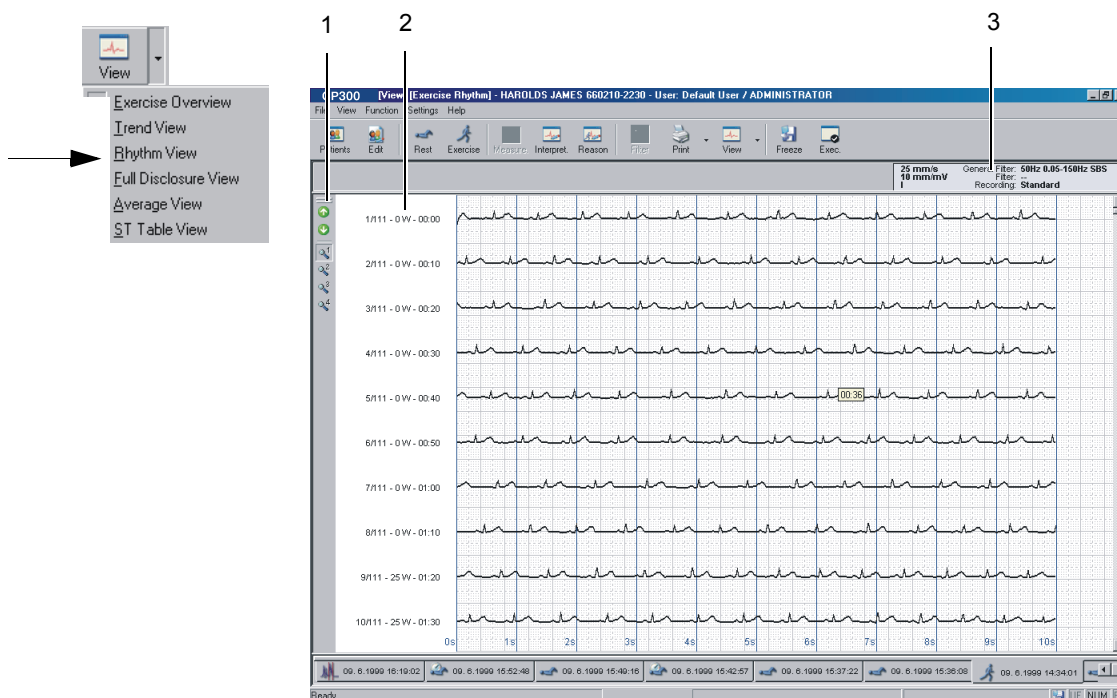 1
2
3
View
Exercise Overview
Trend View
Rhythm View
Full Disclosure View
Average View
ST Table View
[View] [Exercise Rhythm] - HAROLDS JAMES 660210-2230 - User: Default User / ADMINISTRATOR
File View Function Settings Help
Patients Edit Rest Exercise Measure Interpret. Reason Filter Print View Freeze Exec.
25 mm/s
10 mm/mV
I
General Filter: 50Hz 0.05-150Hz SBS
Filter: --
Recording: Standard
1/111 - 0 W - 00:00
2/111 - 0 W - 00:10
3/111 - 0 W - 00:20
4/111 - 0 W - 00:30
5/111 - 0 W - 00:40
00:36
6/111 - 0 W - 00:50
7/111 - 0 W - 01:00
8/111 - 0 W - 01:10
9/111 - 25 W - 01:20
10/111 - 25 W - 01:30
0s 1s 2s 3s 4s 5s 6s 7s 8s 9s 10s
09. 6.1999 16:19:02 09. 6.1999 15:52:48 09. 6.1999 15:49:16 09. 6.1999 15:42:57 09. 6.1999 15:37:22 09. 6.1999 15:36:08 09. 6.1999 14:34:01
Ready NUM